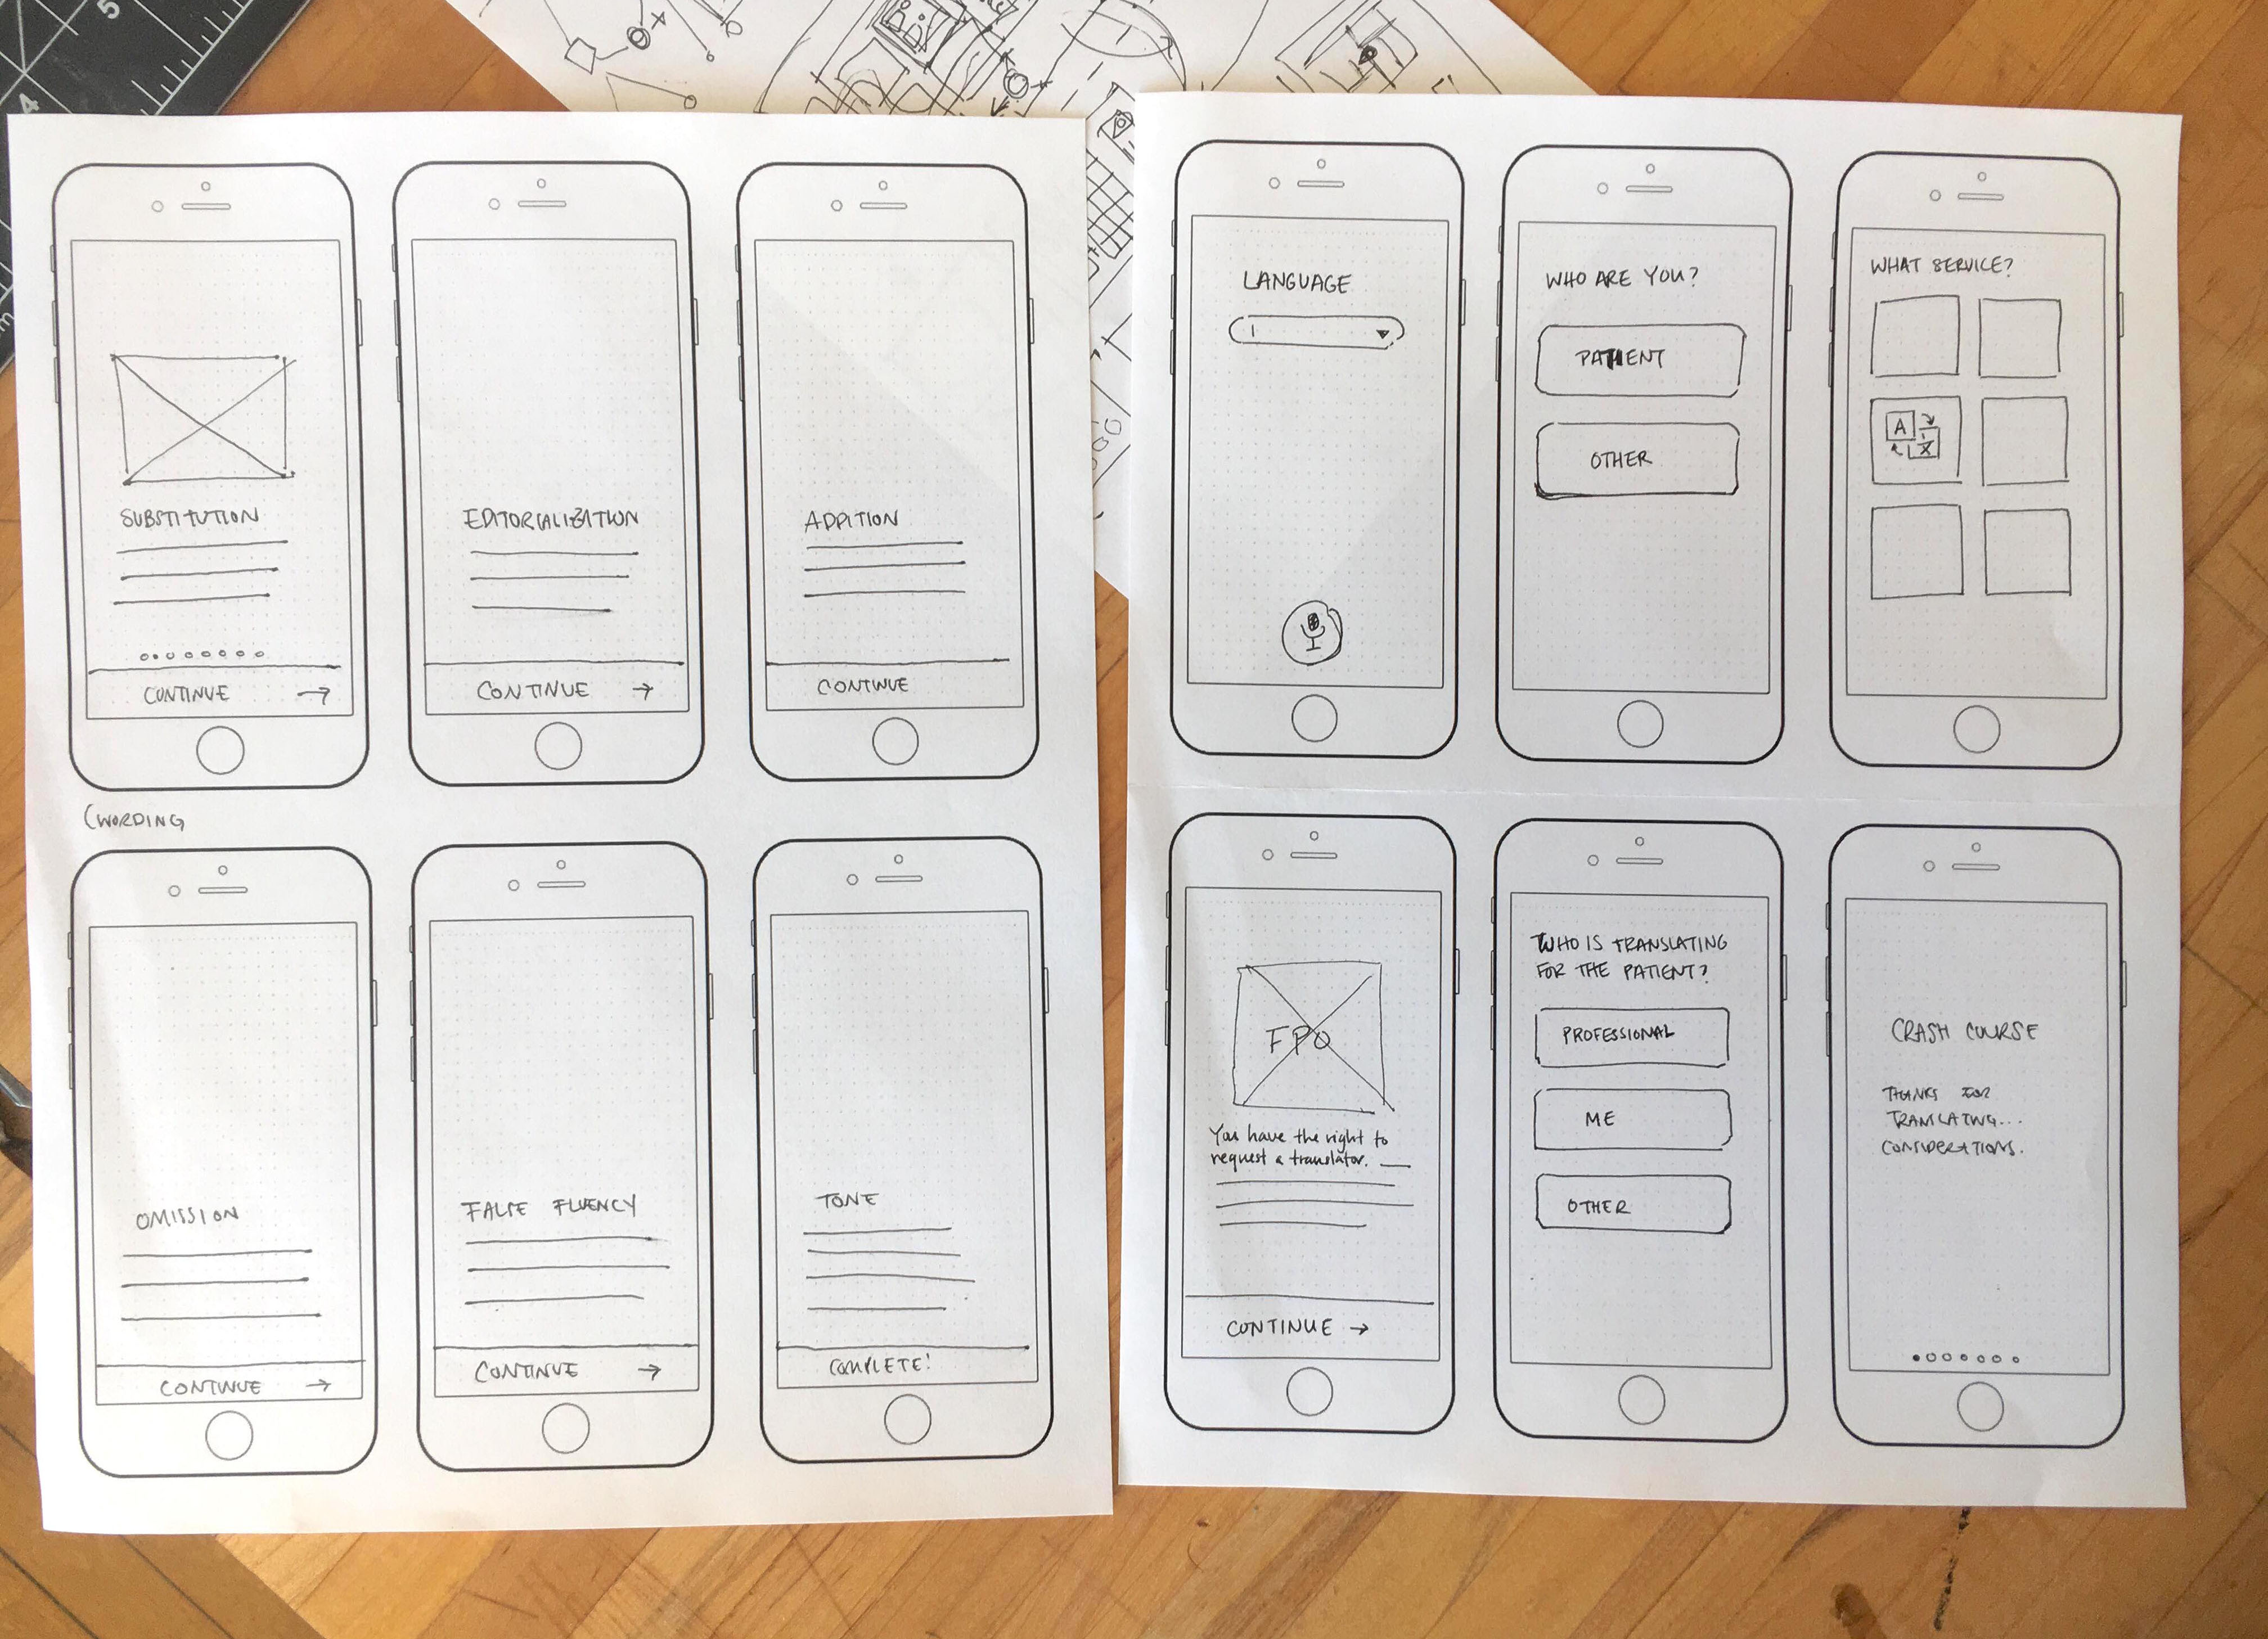 5
4
SUBSTITUTION
CONTINUE →
EDITORIALIZATION
CONTINUE →
ADDITION
CONTINUE
(WORDING
OMISSION
CONTINUE →
FALSE FLUENCY
CONTINUE →
TONE
COMPLETE!
LANGUAGE
WHO ARE YOU?
PATIENT
OTHER
WHAT SERVICE?
A
文
FPO
You have the right to
request a translator.
CONTINUE →
WHO IS TRANSLATING
FOR THE PATIENT?
PROFESSIONAL
ME
OTHER
CRASH COURSE
THANKS FOR
TRANSLATING...
CONSIDERATIONS.